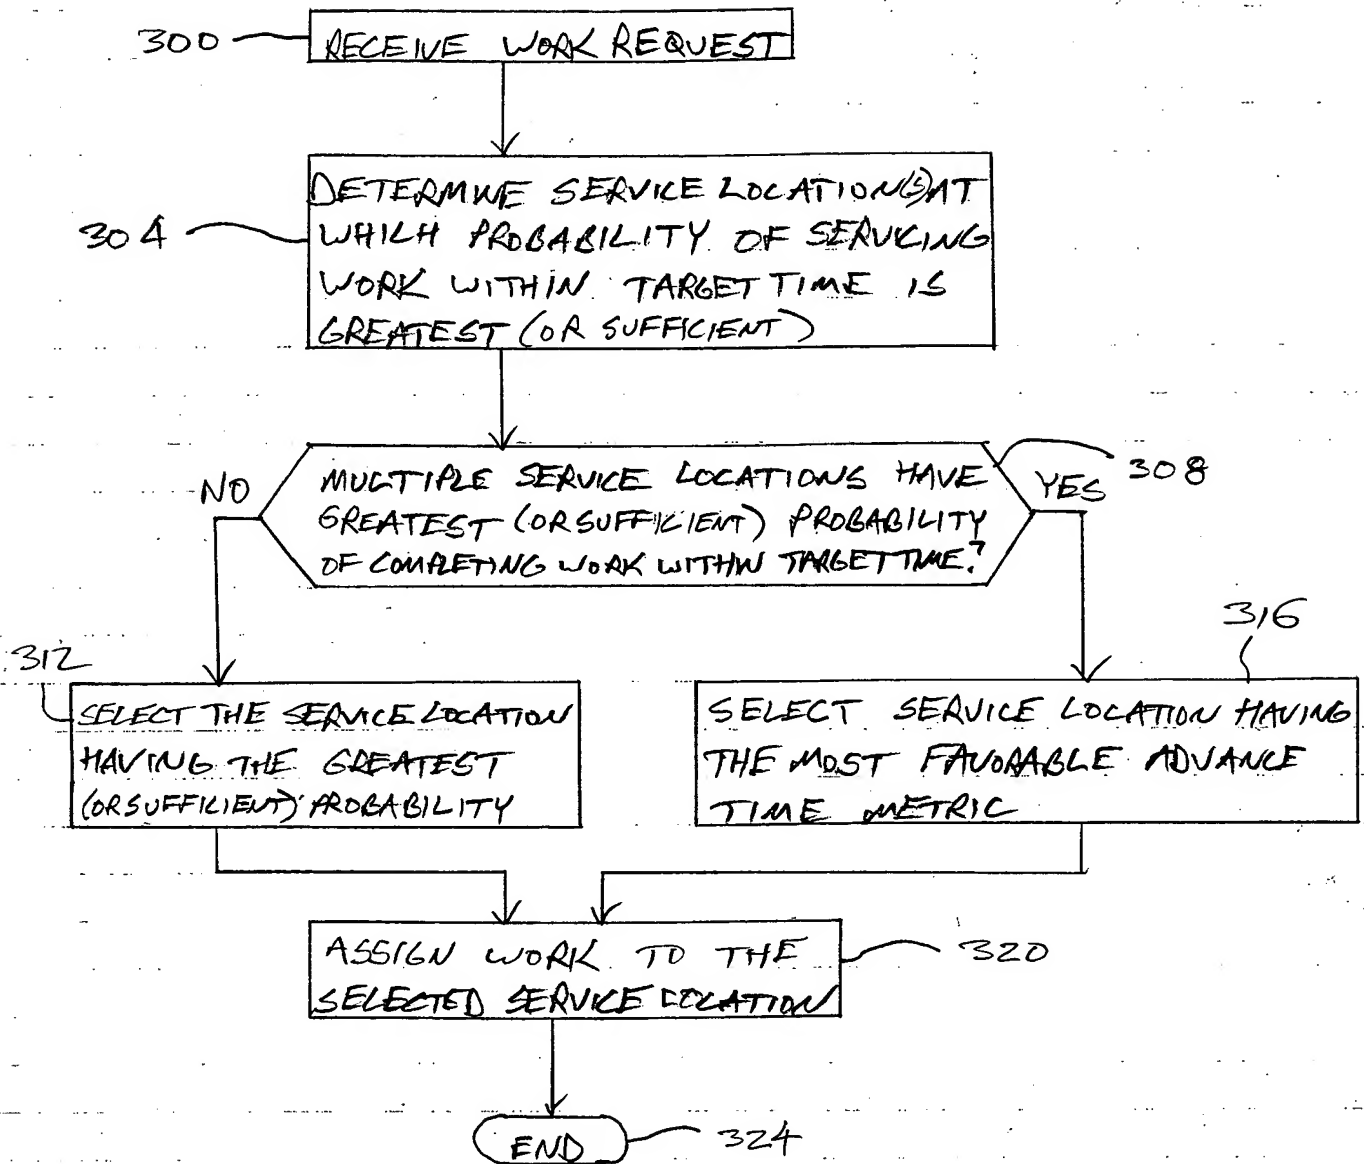 300
RECEIVE WORK REQUEST
304
DETERMINE SERVICE LOCATION(S) AT
WHICH PROBABILITY OF SERVICING
WORK WITHIN TARGET TIME IS
GREATEST (OR SUFFICIENT)
308
NO
YES
MULTIPLE SERVICE LOCATIONS HAVE
GREATEST (OR SUFFICIENT) PROBABILITY
OF COMPLETING WORK WITHIN TARGET TIME?
312
SELECT THE SERVICE LOCATION
HAVING THE GREATEST
(OR SUFFICIENT) PROBABILITY
316
SELECT SERVICE LOCATION HAVING
THE MOST FAVORABLE ADVANCE
TIME METRIC
320
ASSIGN WORK TO THE
SELECTED SERVICE LOCATION
END
324